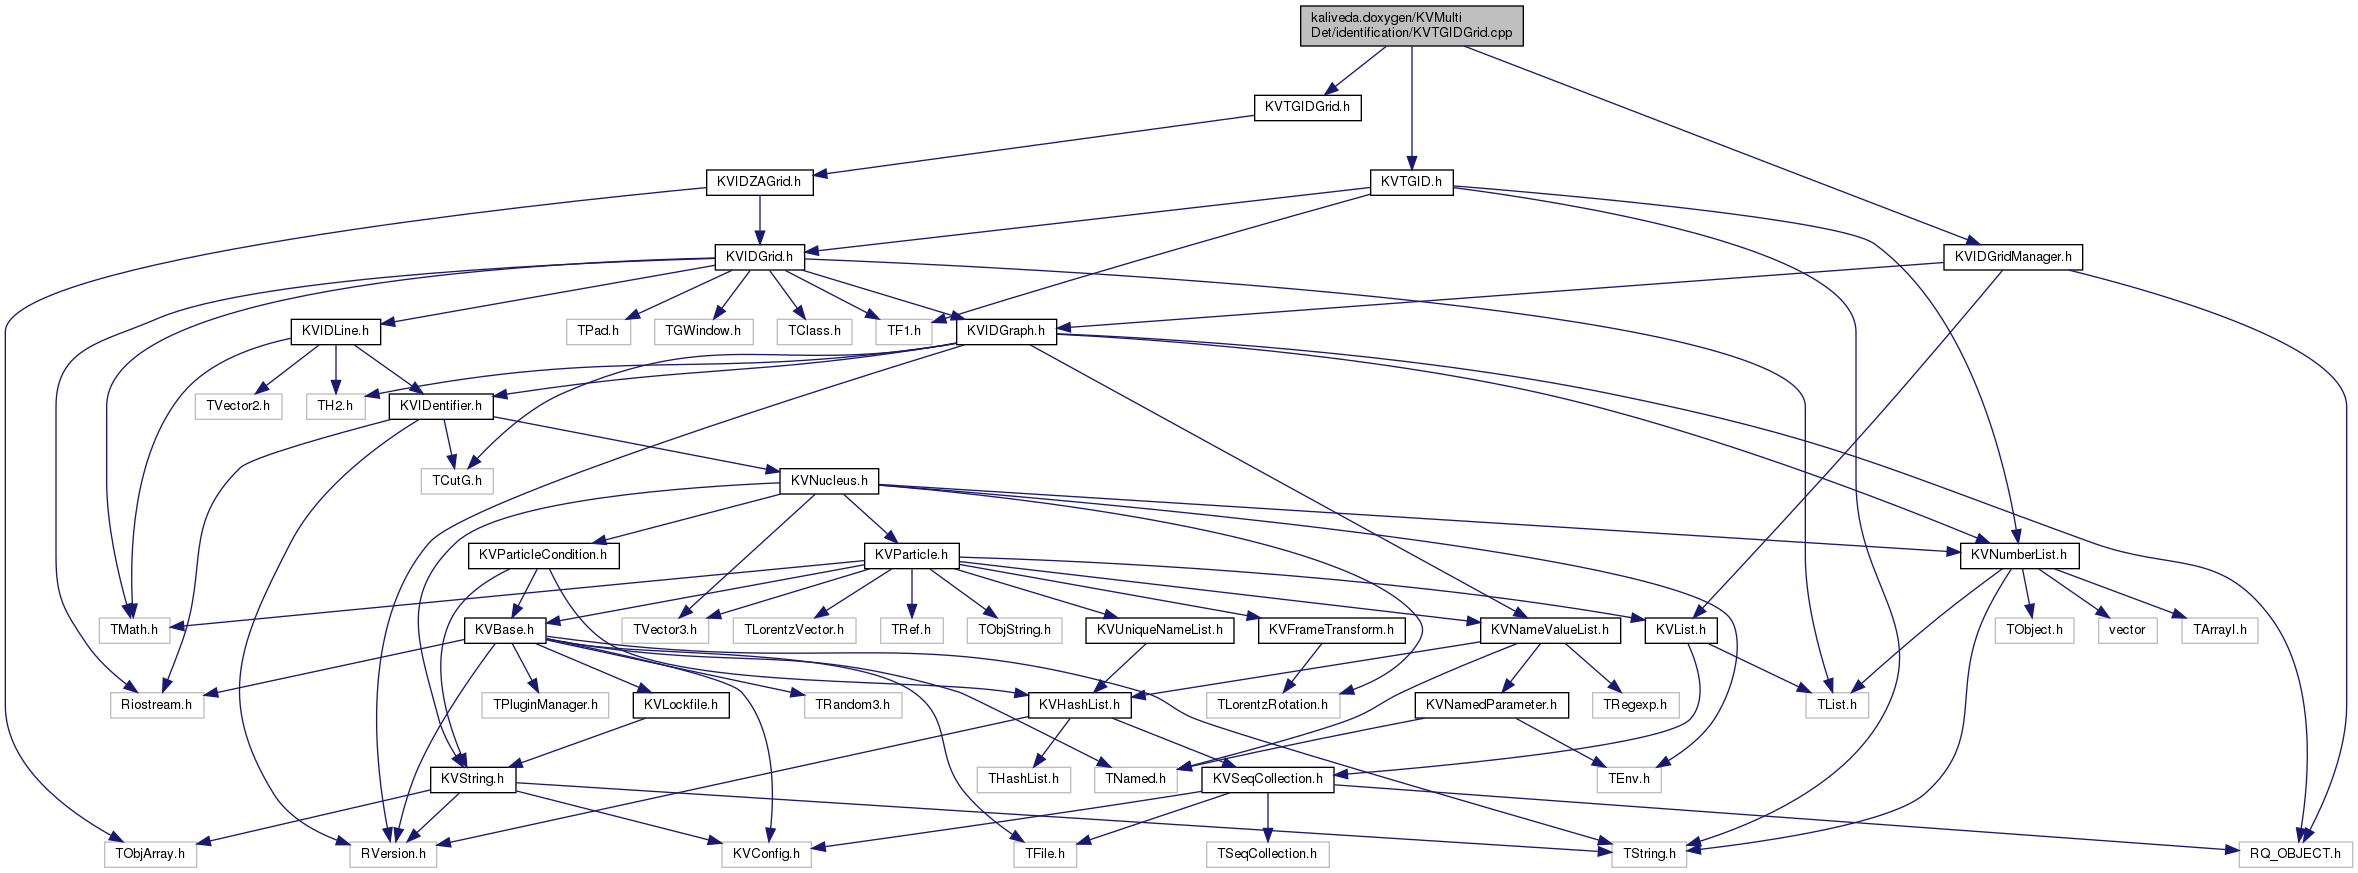 kaliveda.doxygen/KVMulti
Det/identification/KVTGIDGrid.cpp
KVTGIDGrid.h
KVIDZAGrid.h
KVTGID.h
KVIDGrid.h
KVIDGridManager.h
KVIDLine.h
TPad.h
TGWindow.h
TClass.h
TF1.h
KVIDGraph.h
TVector2.h
TH2.h
KVIDentifier.h
TCutG.h
KVNucleus.h
KVParticleCondition.h
KVParticle.h
KVNumberList.h
TMath.h
KVBase.h
TVector3.h
TLorentzVector.h
TRef.h
TObjString.h
KVUniqueNameList.h
KVFrameTransform.h
KVNameValueList.h
KVList.h
TObject.h
vector
TArrayI.h
Riostream.h
TPluginManager.h
KVLockfile.h
TRandom3.h
KVHashList.h
TLorentzRotation.h
KVNamedParameter.h
TRegexp.h
TList.h
KVString.h
THashList.h
TNamed.h
KVSeqCollection.h
TEnv.h
TObjArray.h
RVersion.h
KVConfig.h
TFile.h
TSeqCollection.h
TString.h
RQ_OBJECT.h